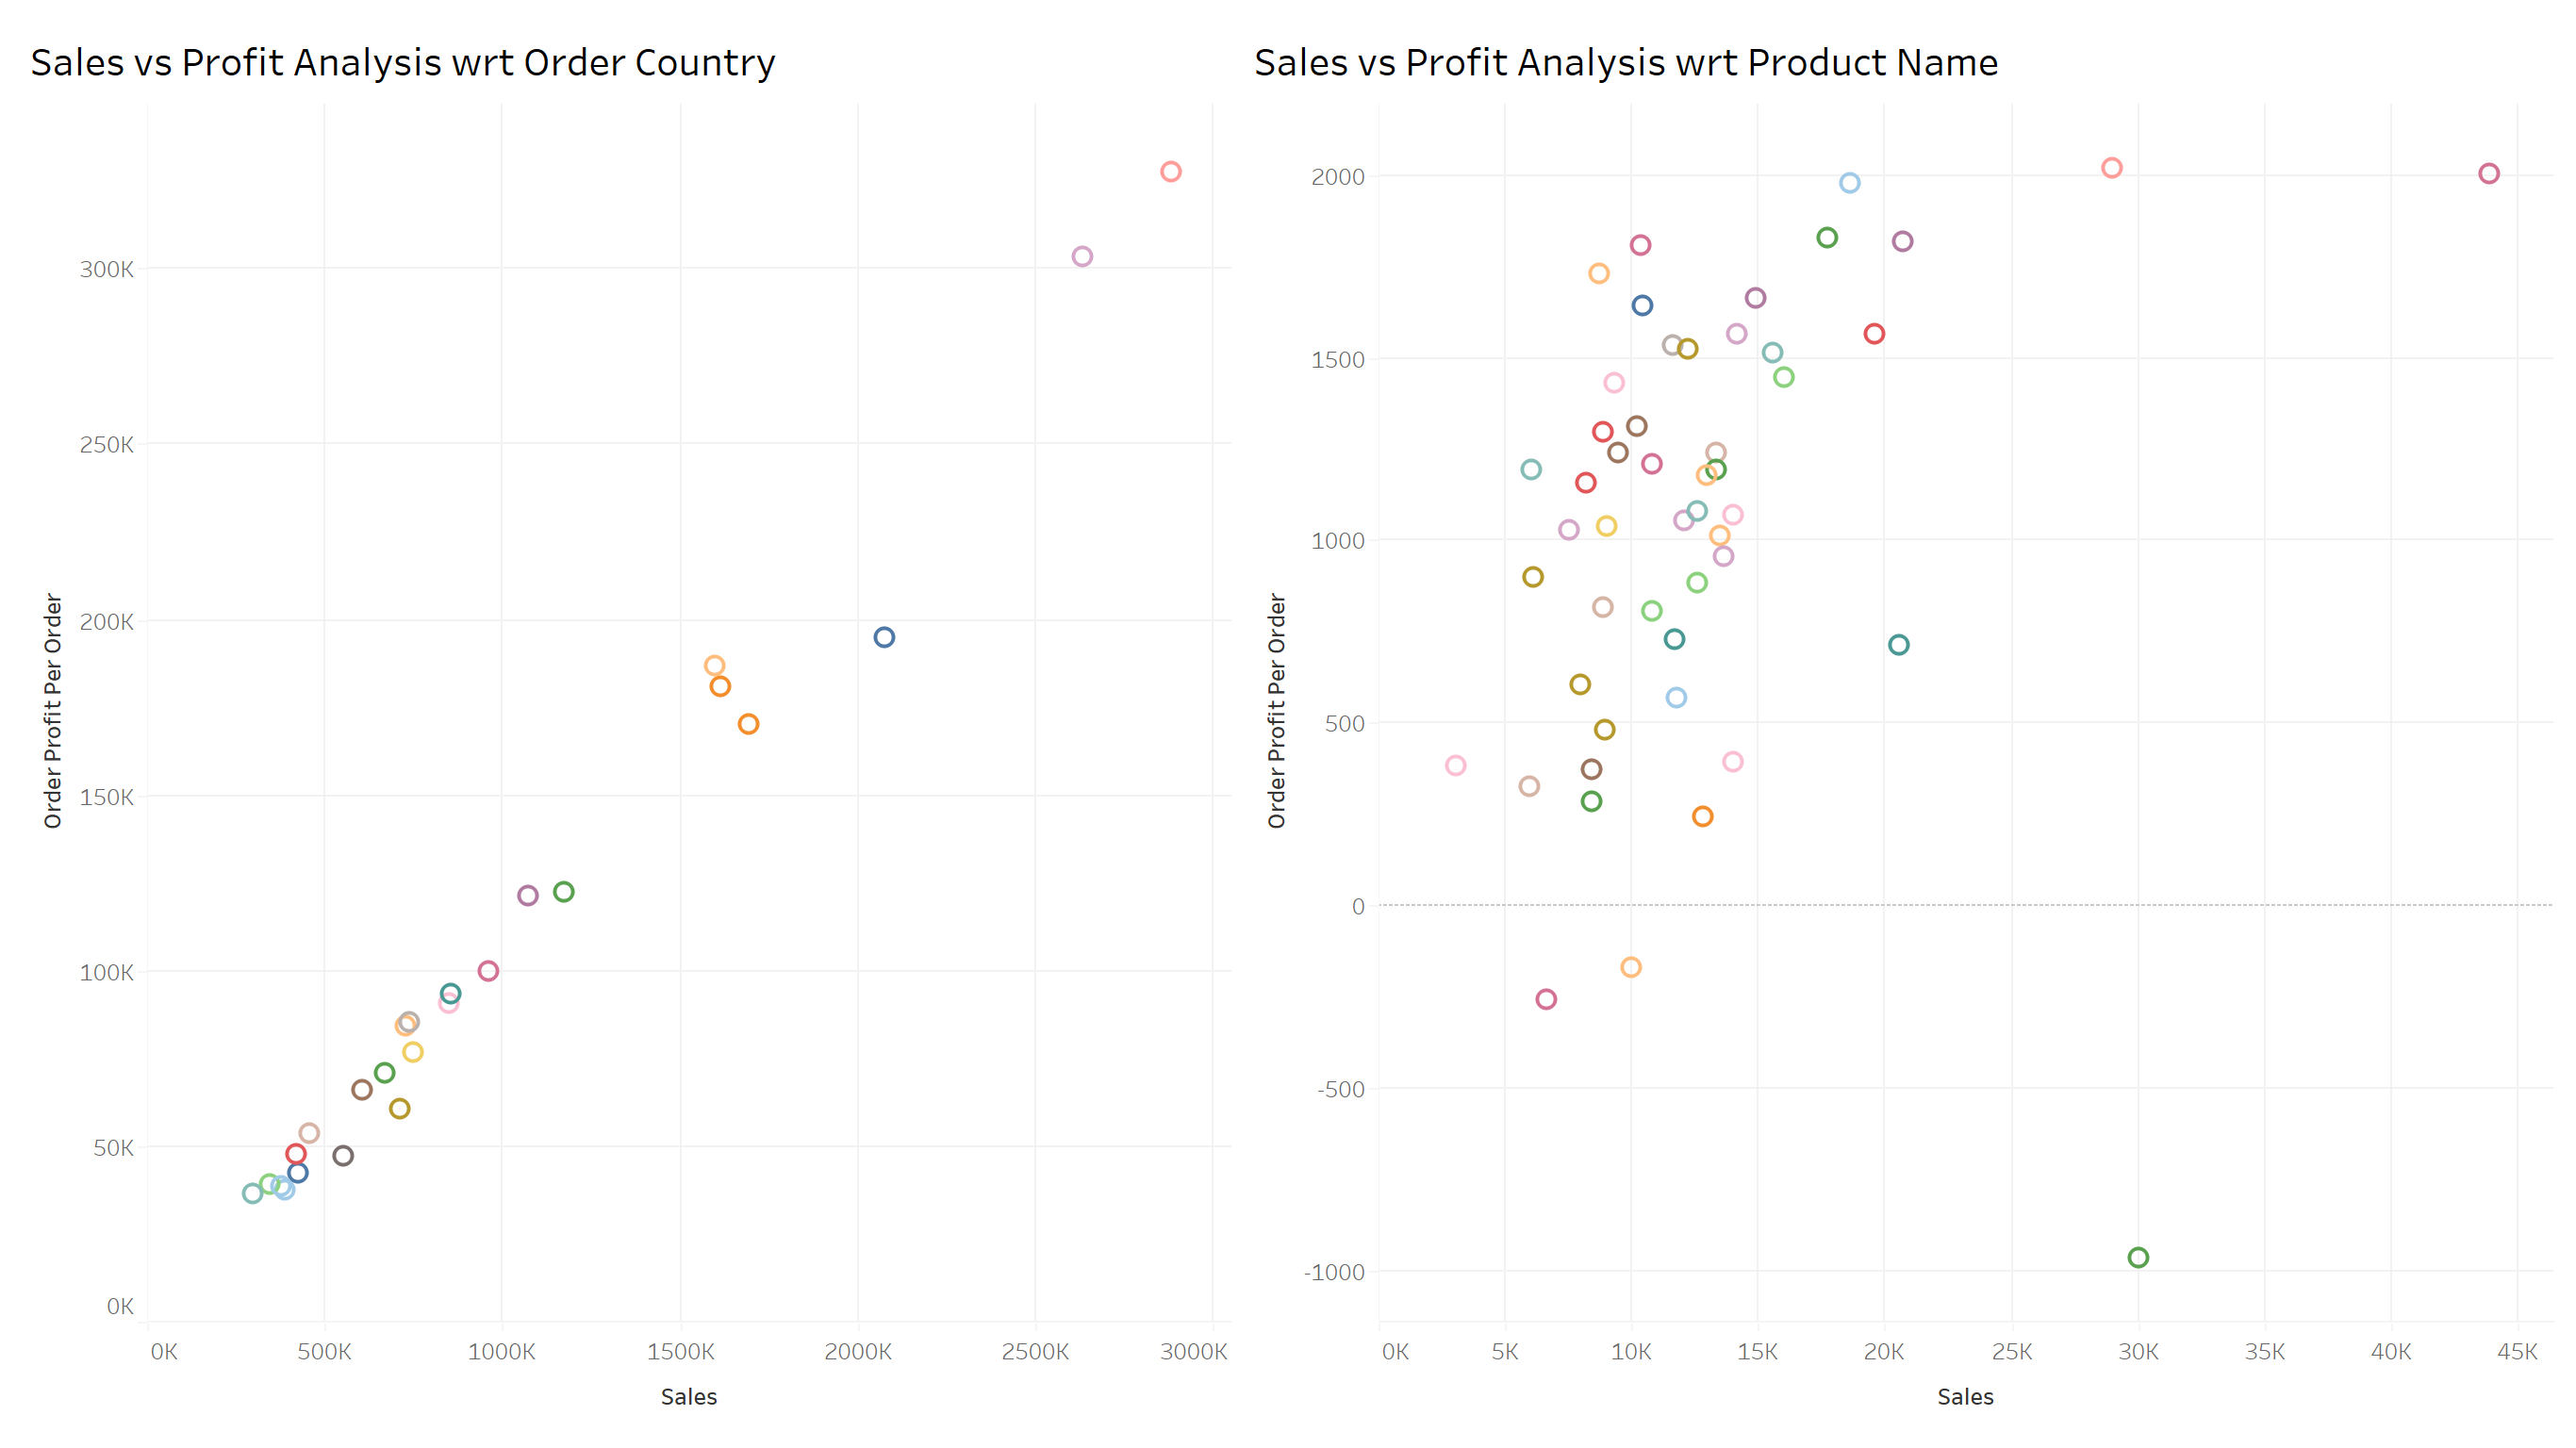 Sales vs Profit Analysis wrt Order Country
300K
250K
200K
150K
100K
50K
0K
Order Profit Per Order
0K 500K 1000K 1500K 2000K 2500K 3000K
Sales
Sales vs Profit Analysis wrt Product Name
2000
1500
1000
500
0
-500
-1000
Order Profit Per Order
0K 5K 10K 15K 20K 25K 30K 35K 40K 45K
Sales